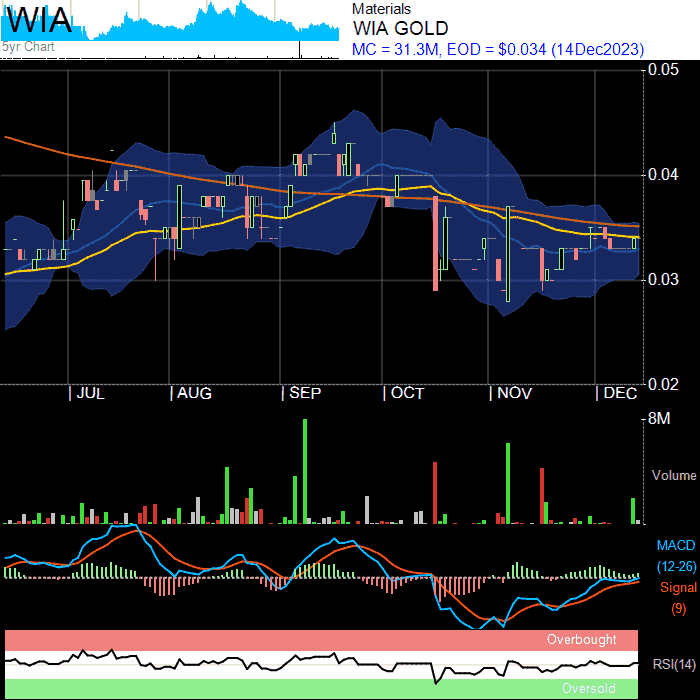 WIA
5yr Chart
Materials
WIA GOLD
MC = 31.3M, EOD = $0.034 (14Dec2023)
0.05
0.04
0.03
0.02
JUL AUG SEP OCT NOV DEC
8M
Volume
MACD
(12-26)
Signal
(9)
Overbought
RSI(14)
Oversold